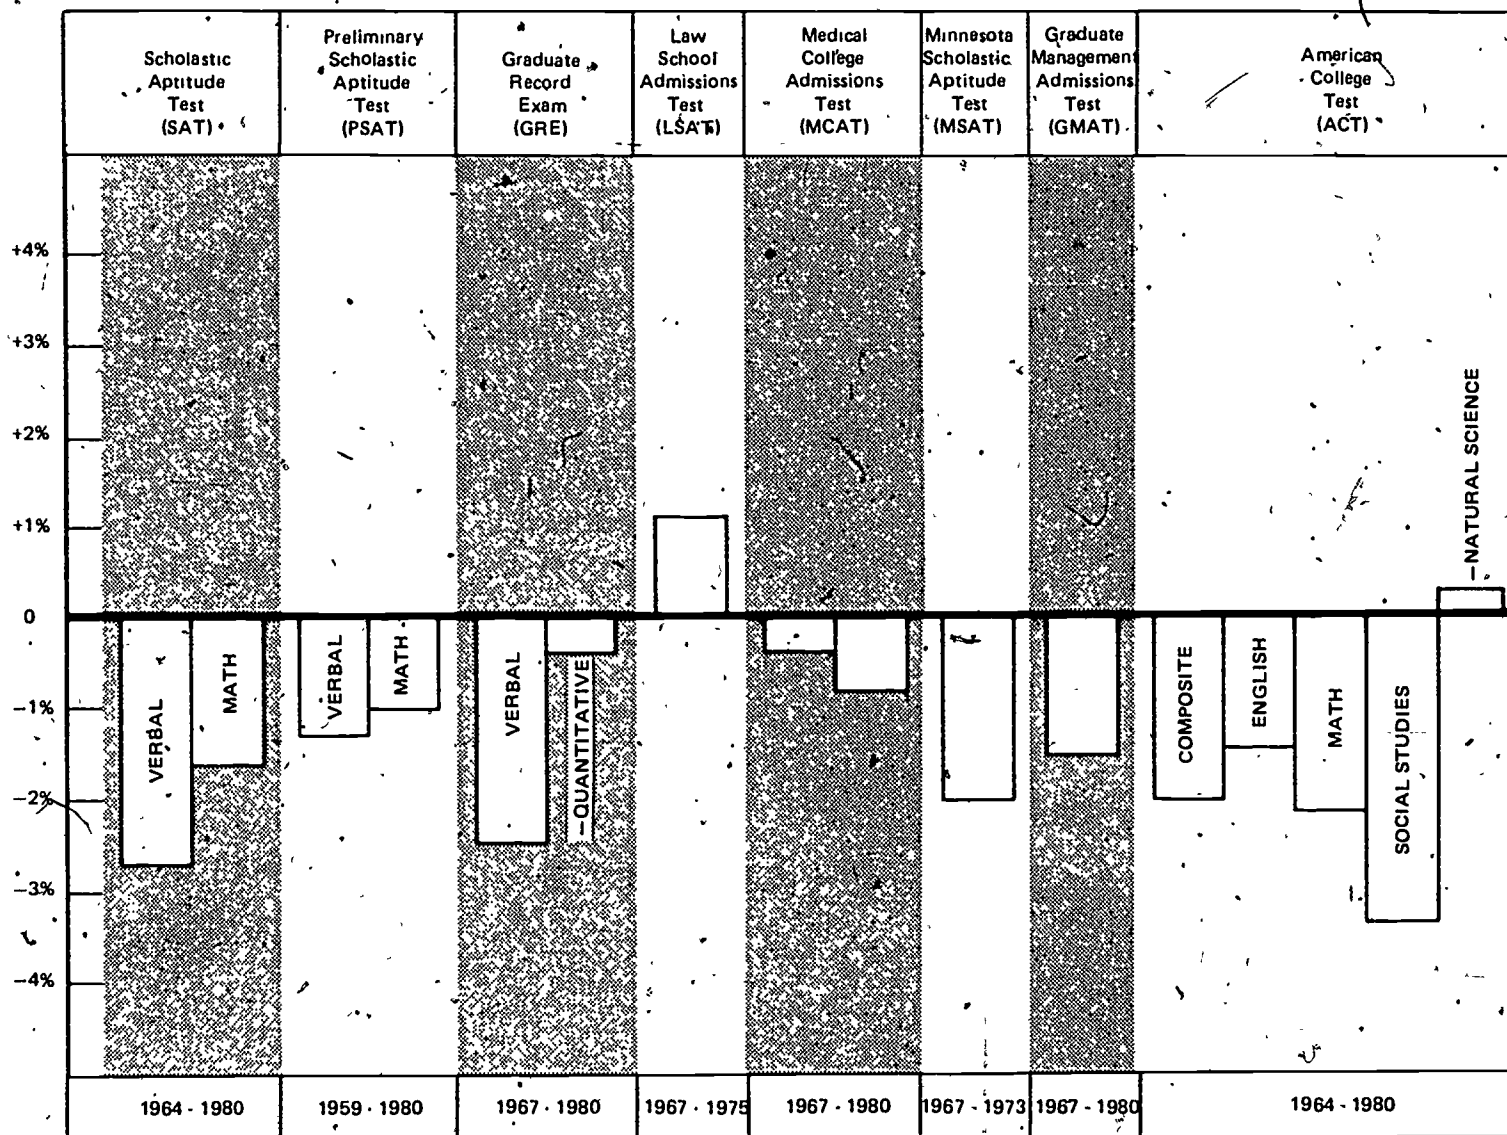 Scholastic
Aptitude
Test
(SAT)
Preliminary
Scholastic
Aptitude
Test
(PSAT)
Graduate
Record
Exam
(GRE)
Law
School
Admissions
Test
(LSAT)
Medical
College
Admissions
Test
(MCAT)
Minnesota
Scholastic
Aptitude
Test
(MSAT)
Graduate
Management
Admissions
Test
(GMAT)
American
College
Test
(ACT)
+4%
+3%
+2%
+1%
0
−1%
−2%
−3%
−4%
VERBAL
MATH
VERBAL
MATH
VERBAL
−QUANTITATIVE
COMPOSITE
ENGLISH
MATH
SOCIAL STUDIES
−NATURAL SCIENCE
1964 - 1980
1959 - 1980
1967 - 1980
1967 - 1975
1967 - 1980
1967 - 1973
1967 - 1980
1964 - 1980